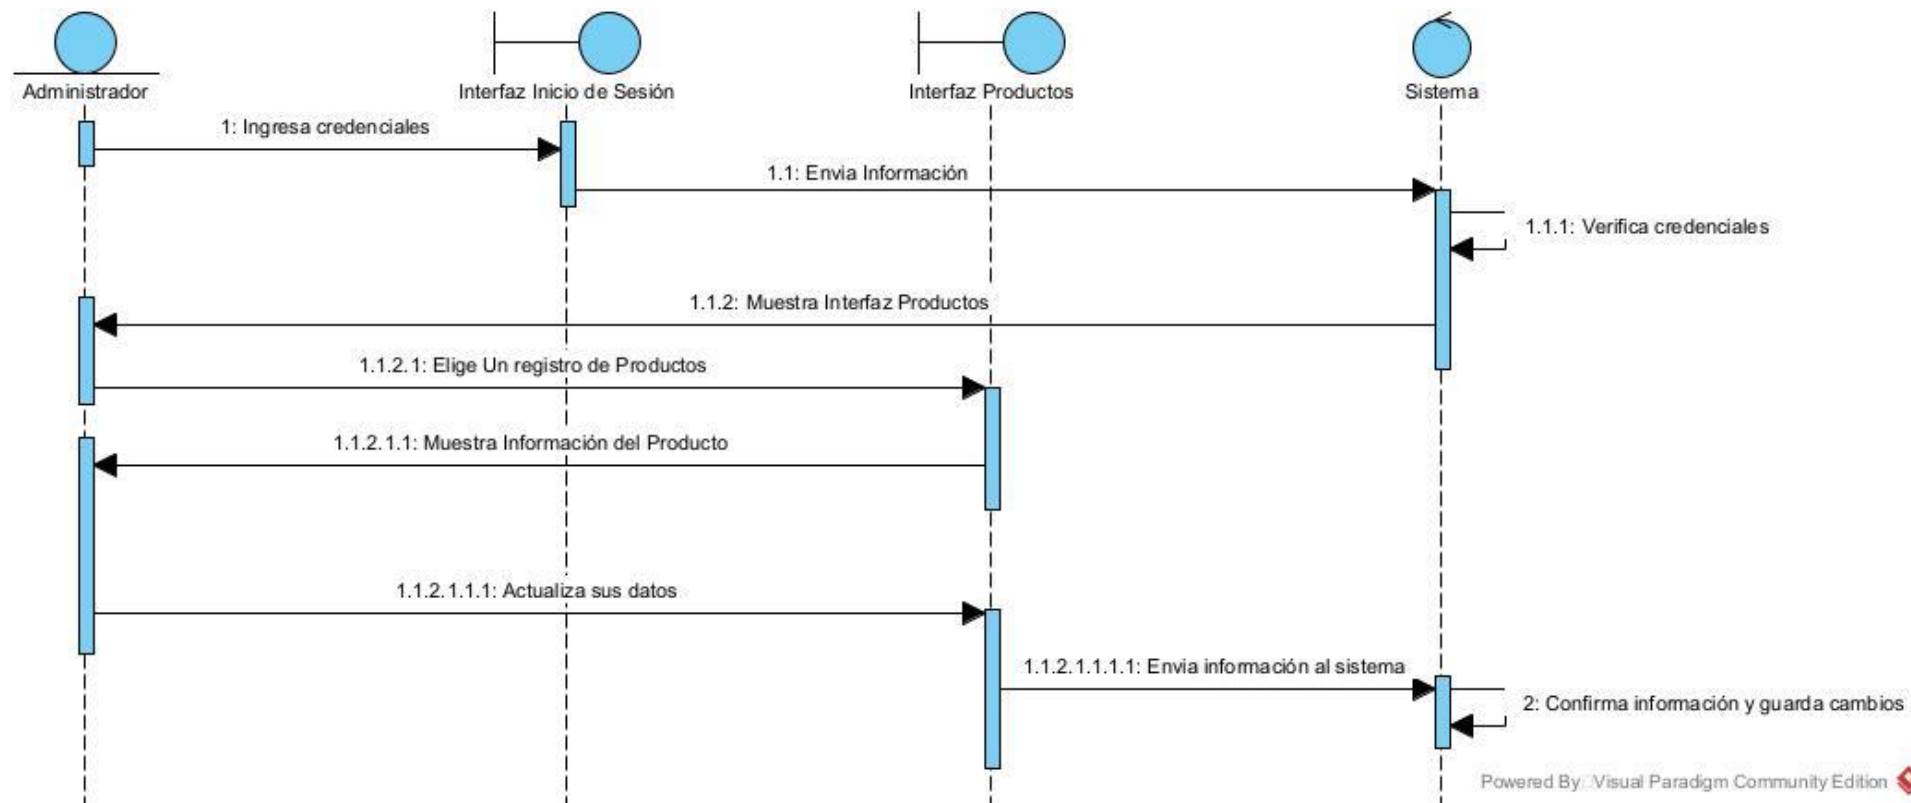 Administrador
Interfaz Inicio de Sesión
Interfaz Productos
Sistema
1: Ingresa credenciales
1.1: Envia Información
1.1.1: Verifica credenciales
1.1.2: Muestra Interfaz Productos
1.1.2.1: Elige Un registro de Productos
1.1.2.1.1: Muestra Información del Producto
1.1.2.1.1.1: Actualiza sus datos
1.1.2.1.1.1.1: Envia información al sistema
2: Confirma información y guarda cambios
Powered By Visual Paradigm Community Edition